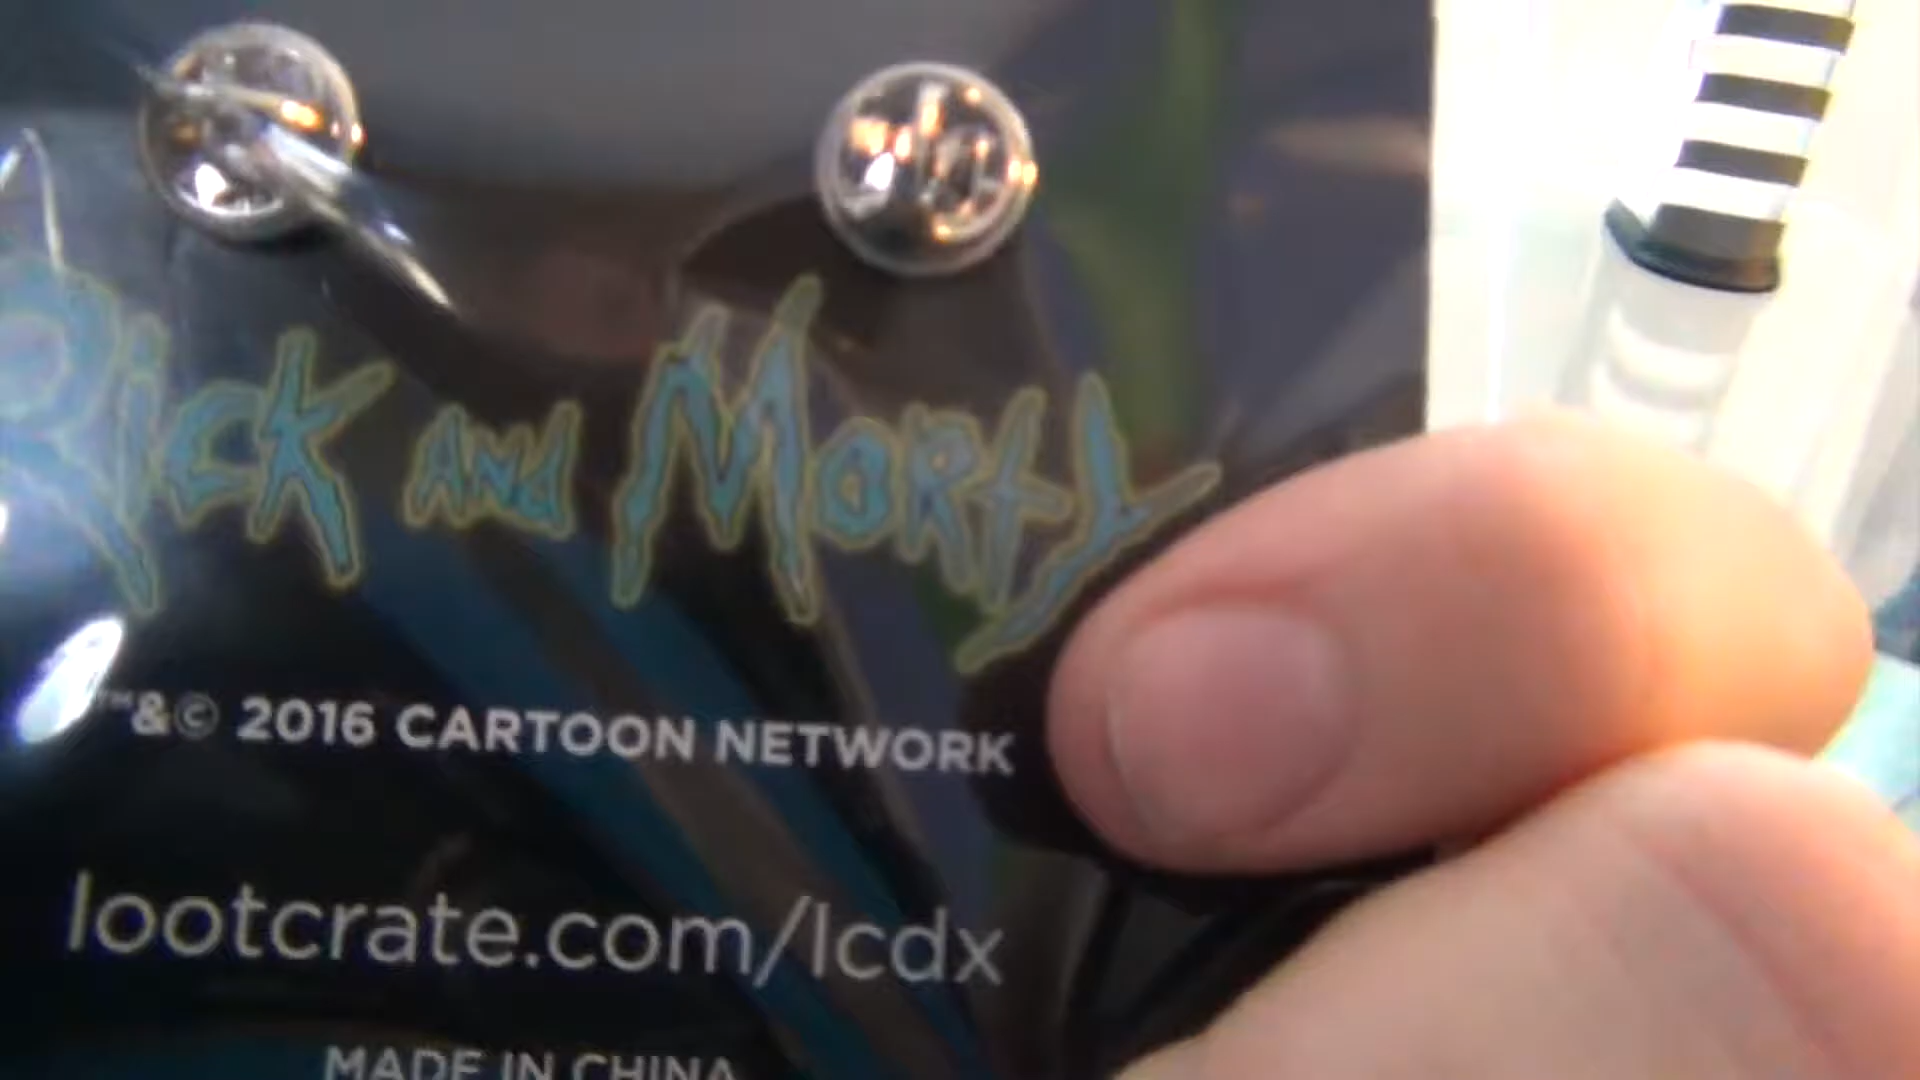 Rick and Morty
™&© 2016 CARTOON NETWORK
lootcrate.com/lcdx
MADE IN CHINA